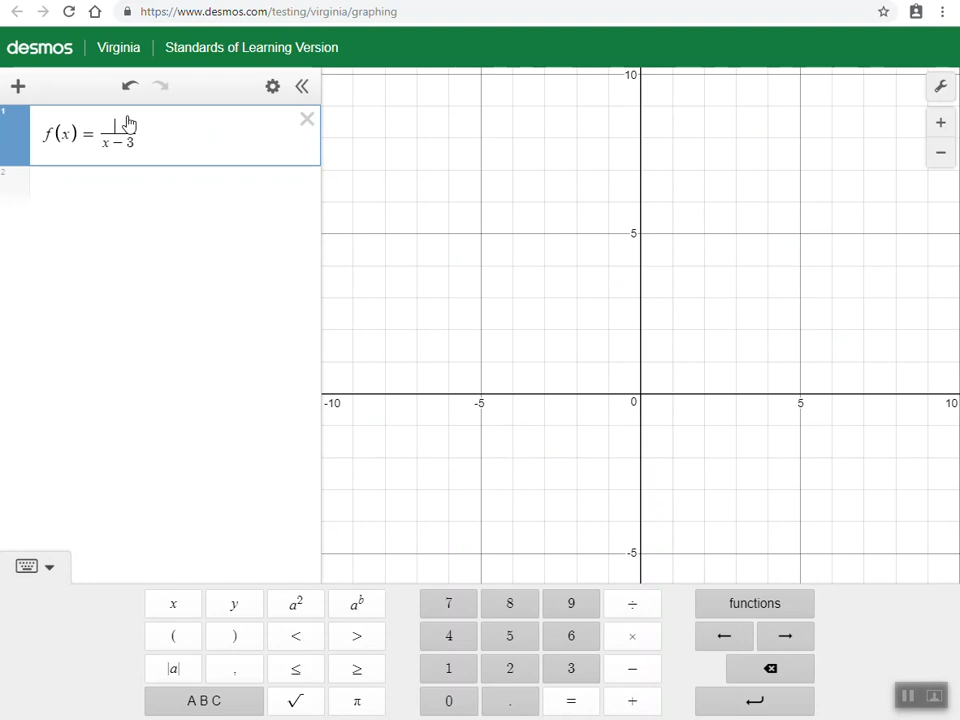 https://www.desmos.com/testing/virginia/graphing
desmos Virginia Standards of Learning Version
1
f(x) = 
x − 3
2
10
5
-10 -5 0 5 10
-5
x y a² aᵇ 7 8 9 ÷ functions
( ) < > 4 5 6 × ← →
|a| , ≤ ≥ 1 2 3 −
A B C √ π 0 . = +